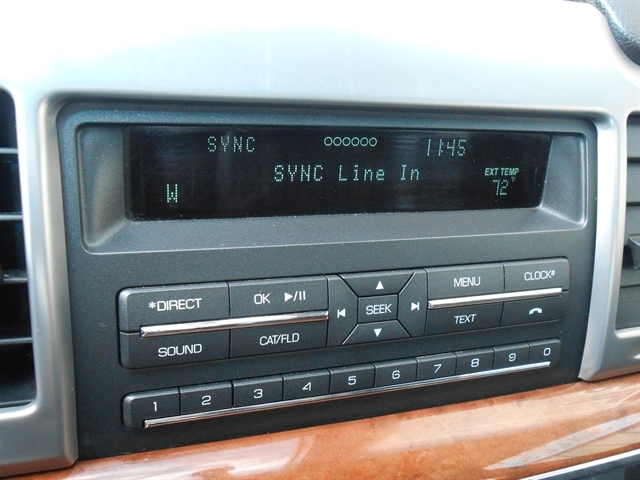 SYNC OOOOOO 11:45
SYNC Line In
W
EXT TEMP
72°F
*DIRECT
OK ▶/II
SEEK
MENU
CLOCK#
SOUND
CAT/FLD
TEXT
1 2 3 4 5 6 7 8 9 0